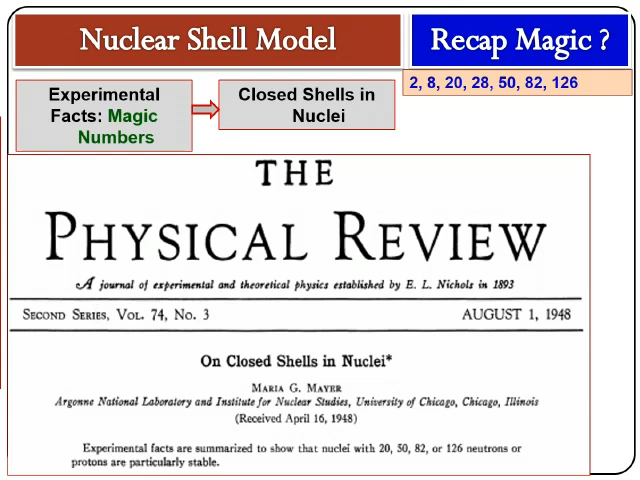 Nuclear Shell Model
Recap Magic ?
2, 8, 20, 28, 50, 82, 126
Experimental
Facts: Magic
Numbers
Closed Shells in
Nuclei
THE
PHYSICAL REVIEW
A journal of experimental and theoretical physics established by E. L. Nichols in 1893
SECOND SERIES, VOL. 74, NO. 3
AUGUST 1, 1948
On Closed Shells in Nuclei*
MARIA G. MAYER
Argonne National Laboratory and Institute for Nuclear Studies, University of Chicago, Chicago, Illinois
(Received April 16, 1948)
Experimental facts are summarized to show that nuclei with 20, 50, 82, or 126 neutrons or
protons are particularly stable.